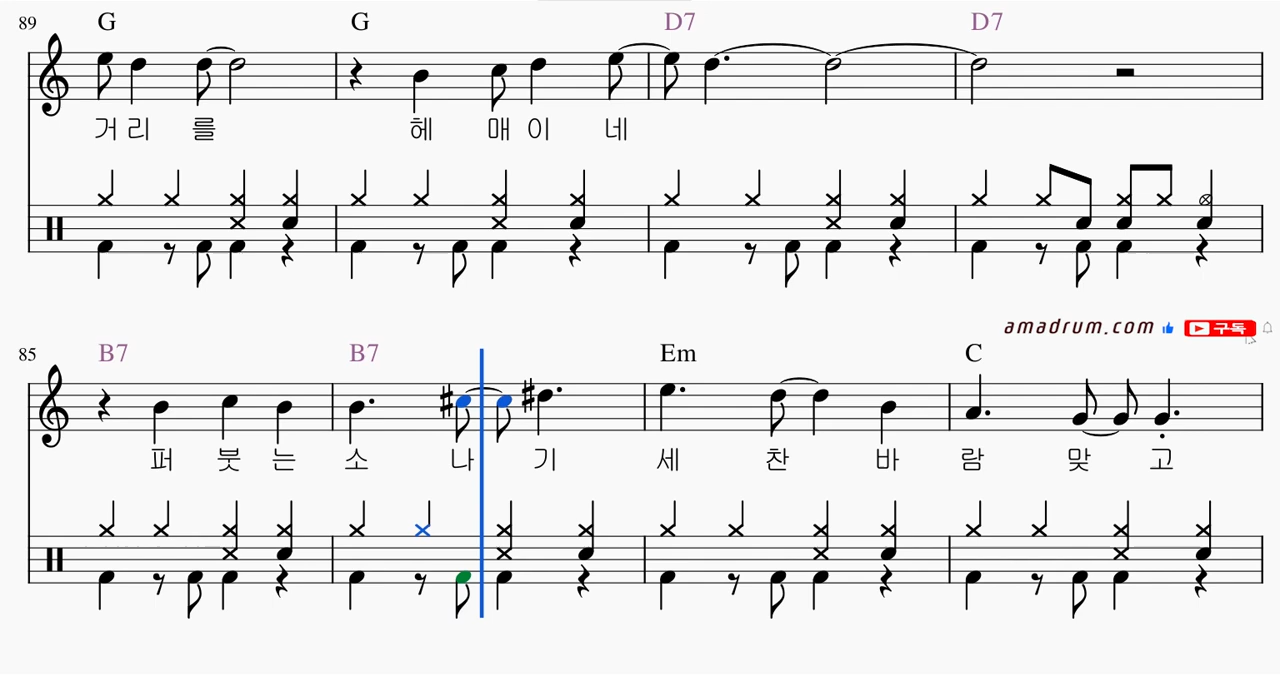 89 G G D7 D7
거 리 를 헤 매 이 네
amadrum.com 구독
85 B7 B7 Em C
퍼 붓 는 소 나 기 세 찬 바 람 맞 고